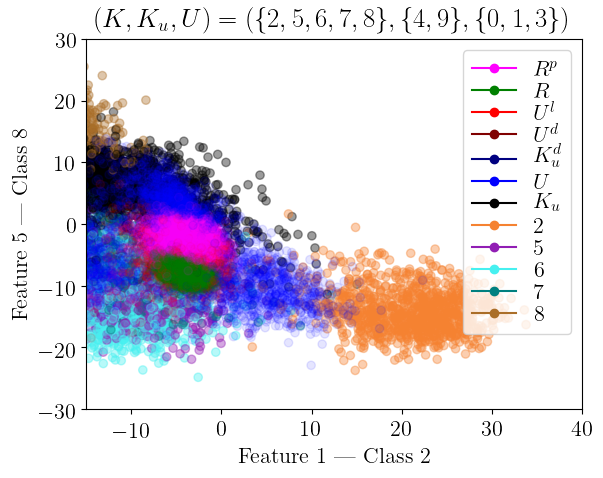 (K, K_u, U) = ({2, 5, 6, 7, 8}, {4, 9}, {0, 1, 3})
30
20
10
0
−10
−20
−30
Feature 5 — Class 8
−10
0
10
20
30
40
Feature 1 — Class 2
R^p
R
U^l
U^d
K_u^d
U
K_u
2
5
6
7
8